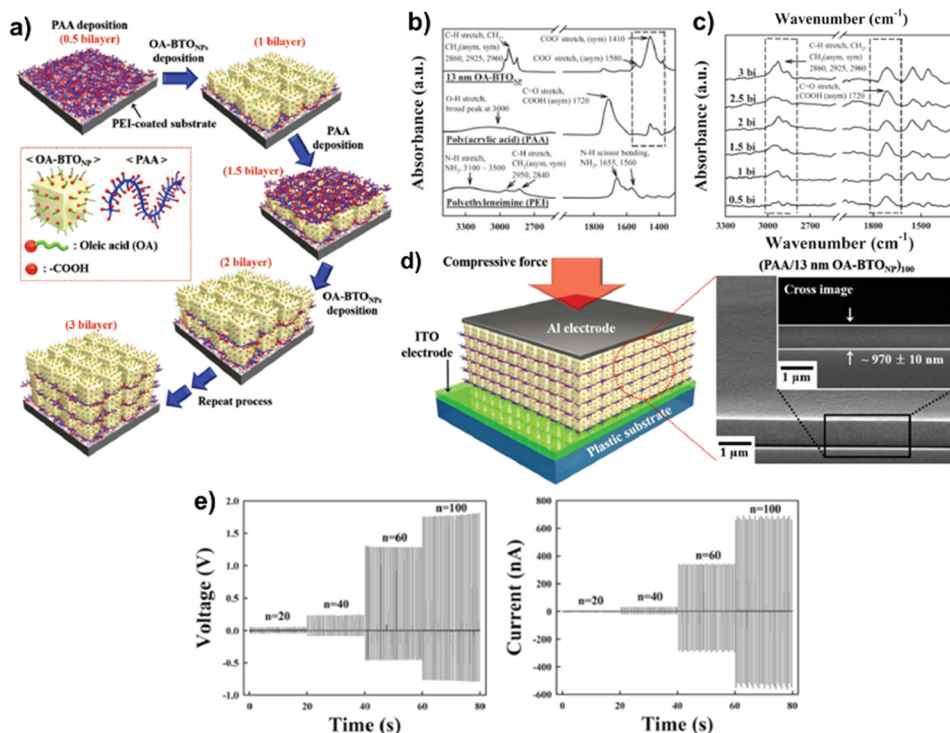 a)
PAA deposition
(0.5 bilayer)
OA-BTONPs
deposition
(1 bilayer)
PEI-coated substrate
PAA
deposition
(1.5 bilayer)
< OA-BTONP >
< PAA >
: Oleic acid (OA)
: -COOH
OA-BTONPs
deposition
(2 bilayer)
(3 bilayer)
Repeat process
b)
Absorbance (a.u.)
C-H stretch, CH2,
CH3(asym, sym)
2860, 2925, 2960
COO- stretch, (sym) 1410
COO- stretch, (asym) 1580
13 nm OA-BTONP
O-H stretch,
broad peak at 3000
C=O stretch,
COOH (asym) 1720
Poly(acrylic acid) (PAA)
N-H stretch,
NH2, 3100 ~ 3500
C-H stretch,
CH2(asym, sym)
2950, 2840
N-H scissor bending,
NH2, 1655, 1560
Polyethyleneimine (PEI)
3300 3000 2700 1800 1600 1400
Wavenumber (cm-1)
c)
Wavenumber (cm-1)
Absorbance (a.u.)
C-H stretch, CH2,
CH3(asym, sym)
2860, 2925, 2960
C=O stretch,
COOH (asym) 1720
3 bi
2.5 bi
2 bi
1.5 bi
1 bi
0.5 bi
3300 3000 2700 1800 1600
Wavenumber (cm-1)
d)
Compressive force
Al electrode
ITO
electrode
Plastic substrate
(PAA/13 nm OA-BTONP)100
Cross image
~ 970 ± 10 nm
1 µm
1 µm
e)
Voltage (V)
2.0
1.5
1.0
0.5
0.0
-0.5
-1.0
n=20
n=40
n=60
n=100
0 20 40 60 80
Time (s)
Current (nA)
800
600
400
200
0
-200
-400
-600
n=20
n=40
n=60
n=100
0 20 40 60 80
Time (s)